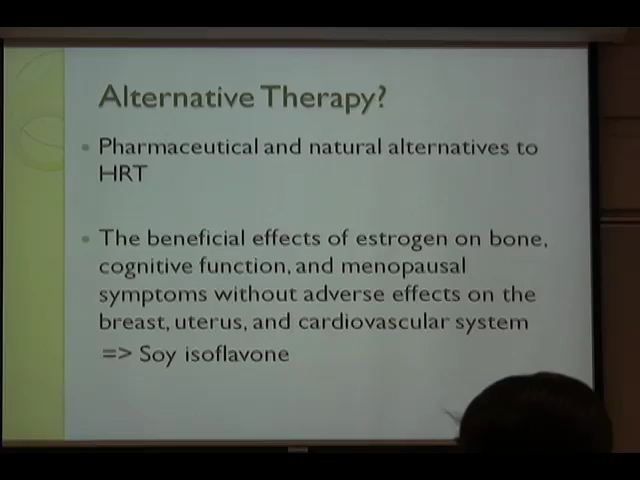 Alternative Therapy?
• Pharmaceutical and natural alternatives to
HRT
• The beneficial effects of estrogen on bone,
cognitive function, and menopausal
symptoms without adverse effects on the
breast, uterus, and cardiovascular system
=> Soy isoflavone